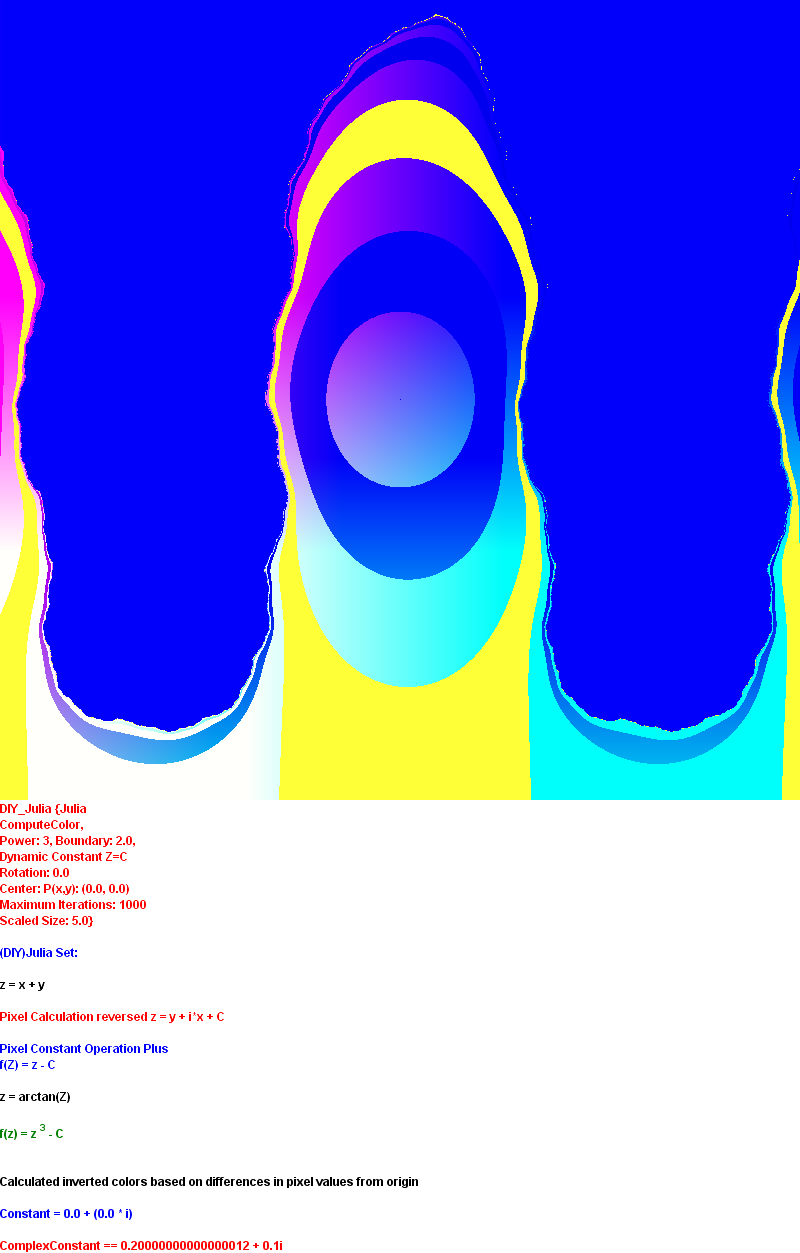 DIY_Julia {Julia
ComputeColor,
Power: 3, Boundary: 2.0,
Dynamic Constant Z=C
Rotation: 0.0
Center: P(x,y): (0.0, 0.0)
Maximum Iterations: 1000
Scaled Size: 5.0}
(DIY)Julia Set:
z = x + y
Pixel Calculation reversed z = y + i*x + C
Pixel Constant Operation Plus
f(Z) = z - C
z = arctan(Z)
f(z) = z 3 - C
Calculated inverted colors based on differences in pixel values from origin
Constant = 0.0 + (0.0 * i)
ComplexConstant == 0.20000000000000012 + 0.1i